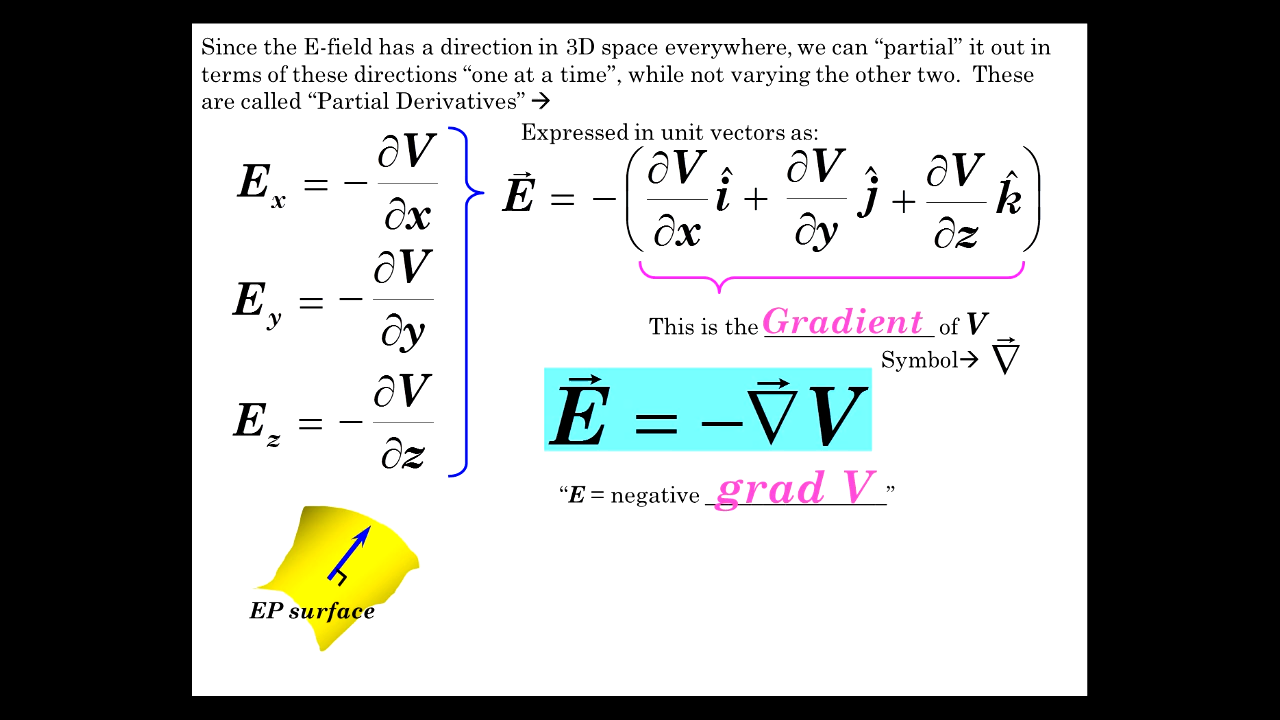 Since the E-field has a direction in 3D space everywhere, we can “partial” it out in
terms of these directions “one at a time”, while not varying the other two.  These
are called “Partial Derivatives” →
Expressed in unit vectors as:
Eₓ = −∂V/∂x
E⃗ = −(∂V/∂x î + ∂V/∂y ĵ + ∂V/∂z k̂)
E_y = −∂V/∂y
This is the Gradient of V
Symbol→ ∇⃗
E_z = −∂V/∂z
E⃗ = −∇⃗V
“E = negative grad V”
EP surface